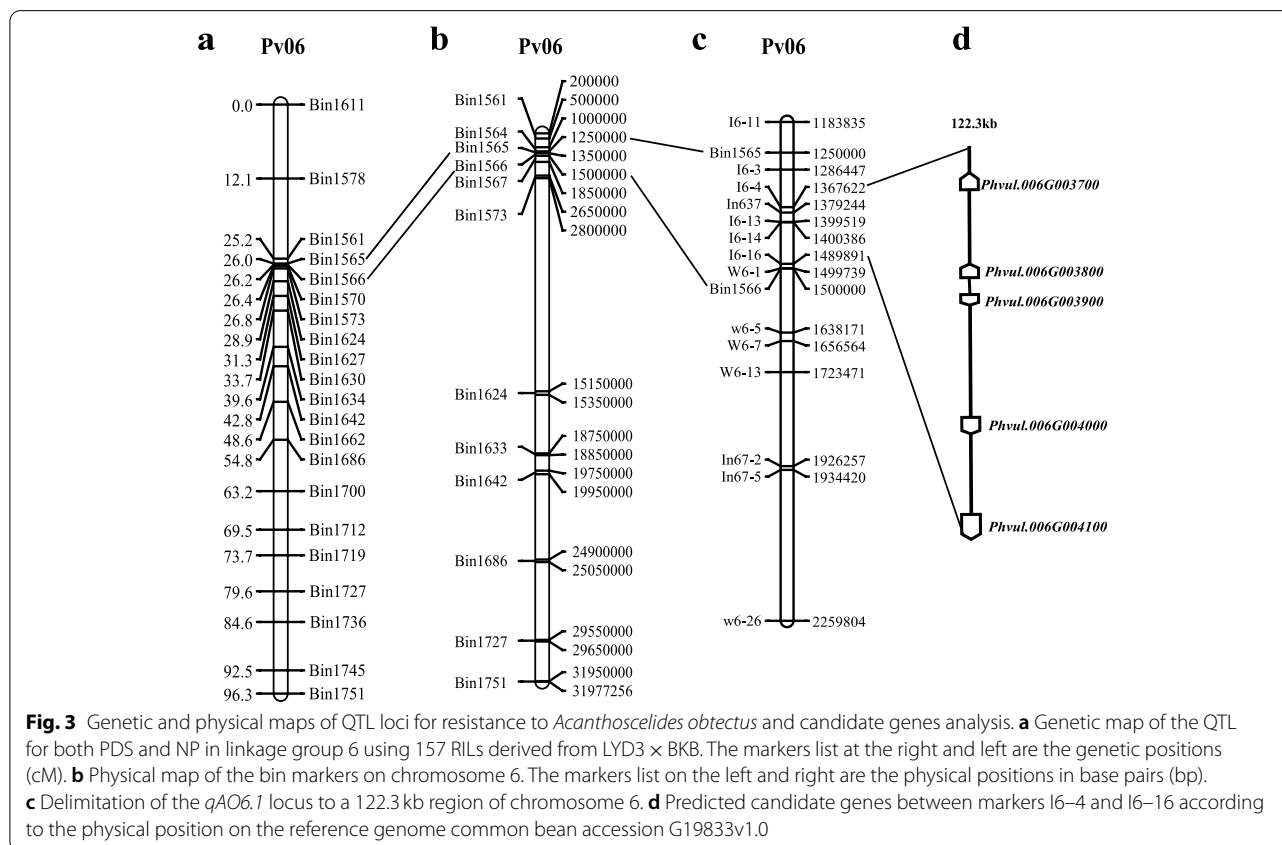 a
Pv06
0.0 Bin1611
12.1 Bin1578
25.2 Bin1561
26.0 Bin1565
26.2 Bin1566
26.4 Bin1570
26.8 Bin1573
28.9 Bin1624
31.3 Bin1627
33.7 Bin1630
39.6 Bin1634
42.8 Bin1642
48.6 Bin1662
54.8 Bin1686
63.2 Bin1700
69.5 Bin1712
73.7 Bin1719
79.6 Bin1727
84.6 Bin1736
92.5 Bin1745
96.3 Bin1751
b
Pv06
Bin1561
Bin1564
Bin1565
Bin1566
Bin1567
Bin1573
200000
500000
1000000
1250000
1350000
1500000
1850000
2650000
2800000
Bin1624
15150000
15350000
Bin1633
18750000
18850000
Bin1642
19750000
19950000
Bin1686
24900000
25050000
Bin1727
29550000
29650000
Bin1751
31950000
31977256
c
Pv06
I6-11 1183835
Bin1565 1250000
I6-3 1286447
I6-4 1367622
In637 1379244
I6-13 1399519
I6-14 1400386
I6-16 1489891
W6-1 1499739
Bin1566 1500000
w6-5 1638171
W6-7 1656564
W6-13 1723471
In67-2 1926257
In67-5 1934420
w6-26 2259804
d
122.3kb
Phvul.006G003700
Phvul.006G003800
Phvul.006G003900
Phvul.006G004000
Phvul.006G004100
Fig. 3 Genetic and physical maps of QTL loci for resistance to Acanthoscelides obtectus and candidate genes analysis. a Genetic map of the QTL
for both PDS and NP in linkage group 6 using 157 RILs derived from LYD3 × BKB. The markers list at the right and left are the genetic positions
(cM). b Physical map of the bin markers on chromosome 6. The markers list on the left and right are the physical positions in base pairs (bp).
c Delimitation of the qAO6.1 locus to a 122.3 kb region of chromosome 6. d Predicted candidate genes between markers I6–4 and I6–16 according
to the physical position on the reference genome common bean accession G19833v1.0